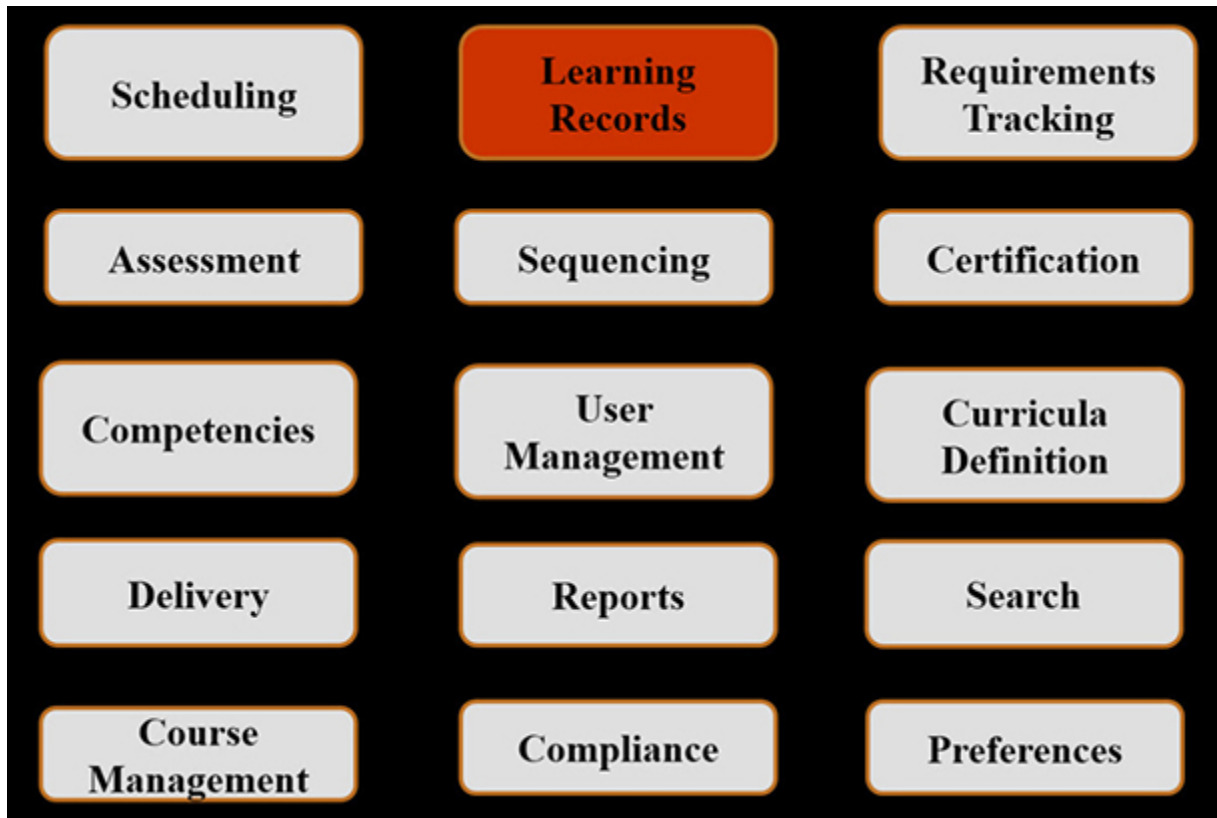 Scheduling
Learning
Records
Requirements
Tracking
Assessment
Sequencing
Certification
Competencies
User
Management
Curricula
Definition
Delivery
Reports
Search
Course
Management
Compliance
Preferences